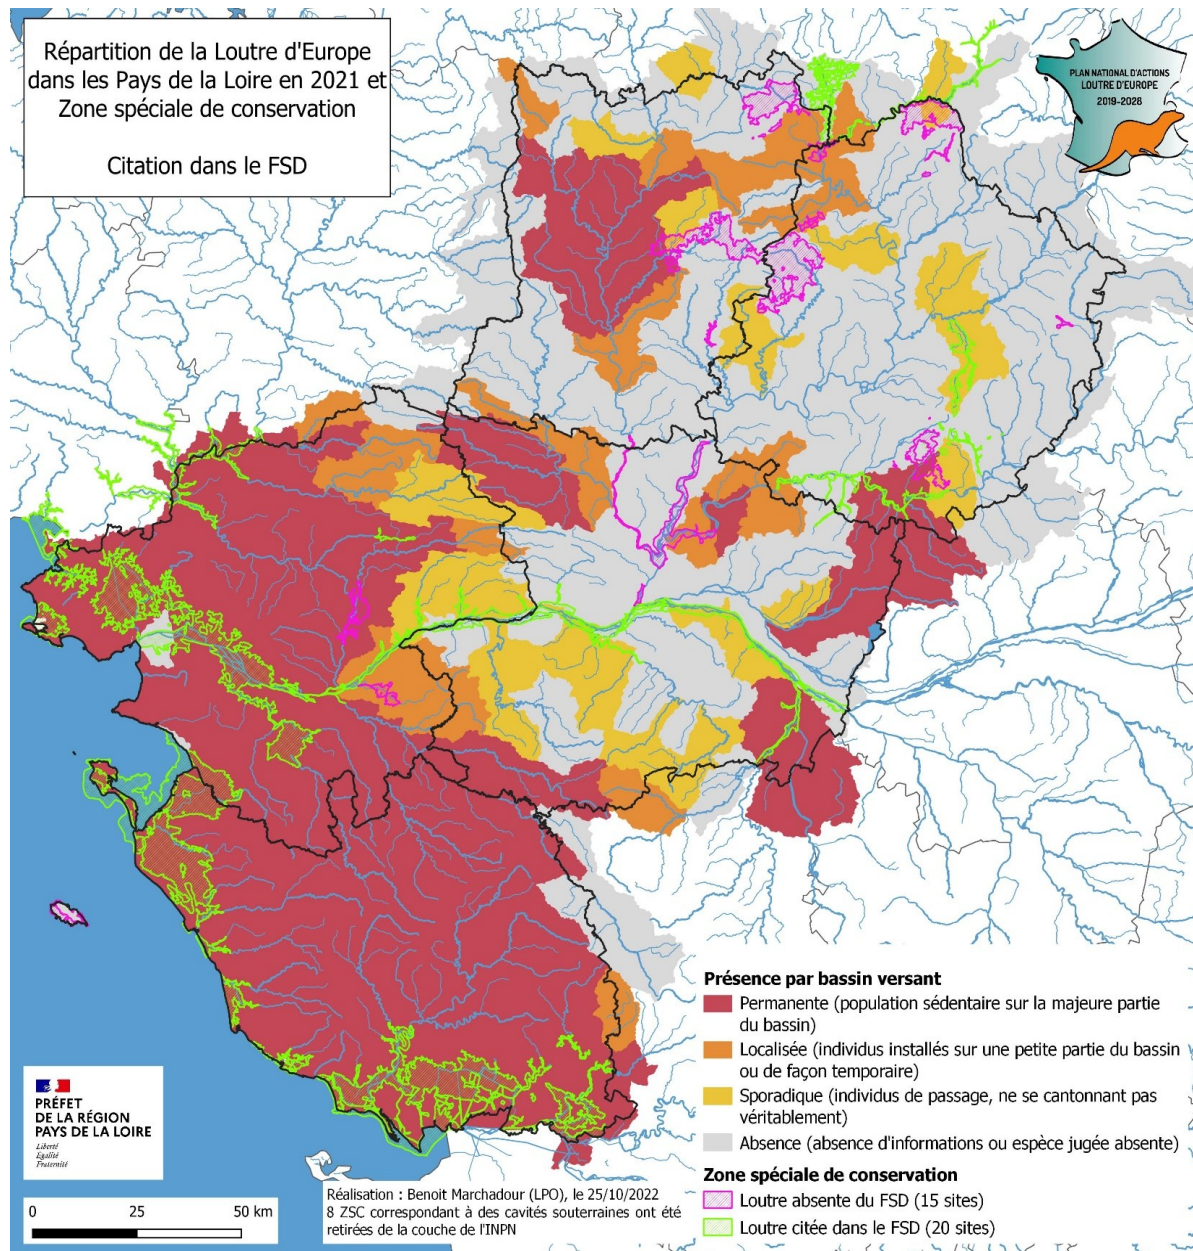 Répartition de la Loutre d'Europe
dans les Pays de la Loire en 2021 et
Zone spéciale de conservation
Citation dans le FSD
PLAN NATIONAL D'ACTIONS
LOUTRE D'EUROPE
2019-2028
Présence par bassin versant
Permanente (population sédentaire sur la majeure partie
du bassin)
Localisée (individus installés sur une petite partie du bassin
ou de façon temporaire)
Sporadique (individus de passage, ne se cantonnant pas
véritablement)
Absence (absence d'informations ou espèce jugée absente)
Zone spéciale de conservation
Loutre absente du FSD (15 sites)
Loutre citée dans le FSD (20 sites)
PRÉFET
DE LA RÉGION
PAYS DE LA LOIRE
Liberté
Égalité
Fraternité
0 25 50 km
Réalisation : Benoit Marchadour (LPO), le 25/10/2022
8 ZSC correspondant à des cavités souterraines ont été
retirées de la couche de l'INPN